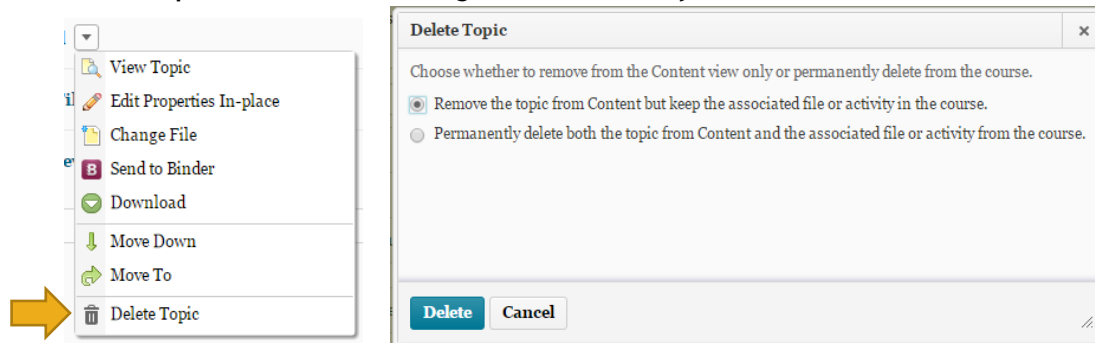 View Topic
Edit Properties In-place
Change File
Send to Binder
Download
Move Down
Move To
Delete Topic
Delete Topic
Choose whether to remove from the Content view only or permanently delete from the course.
Remove the topic from Content but keep the associated file or activity in the course.
Permanently delete both the topic from Content and the associated file or activity from the course.
Delete Cancel